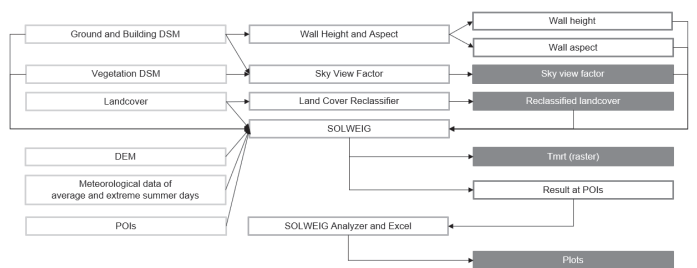 Ground and Building DSM
Wall Height and Aspect
Wall height
Wall aspect
Vegetation DSM
Sky View Factor
Sky view factor
Landcover
Land Cover Reclassifier
Reclassified landcover
SOLWEIG
DEM
Tmrt (raster)
Meteorological data of
average and extreme summer days
Result at POIs
POIs
SOLWEIG Analyzer and Excel
Plots